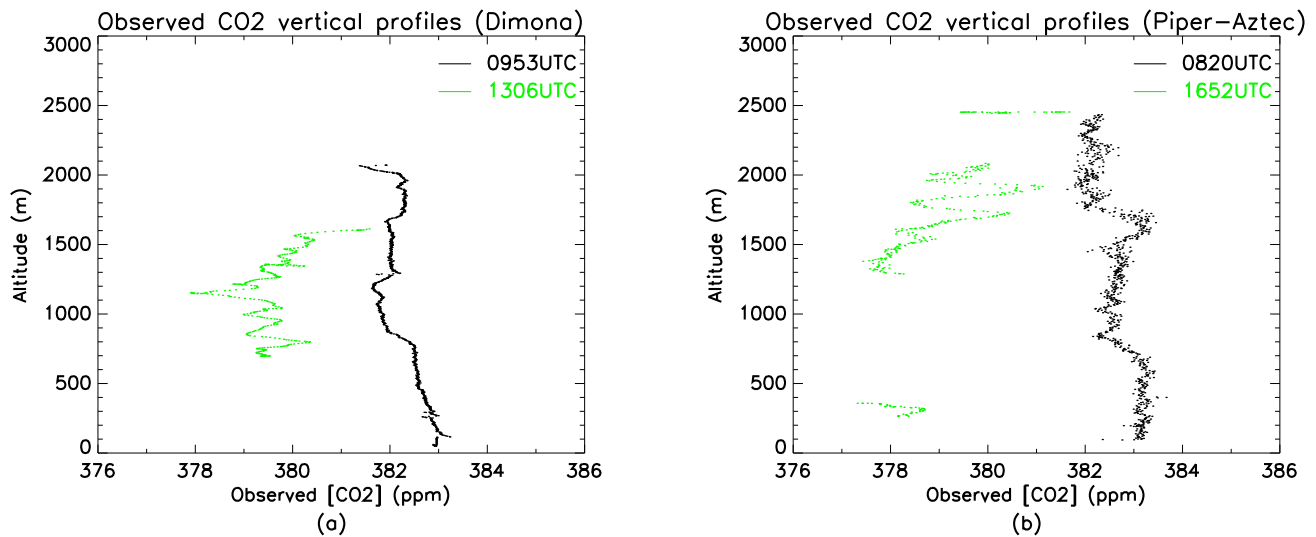 Observed CO2 vertical profiles (Dimona)
3000
2500
2000
1500
1000
500
0
Altitude (m)
0953UTC
1306UTC
376 378 380 382 384 386
Observed [CO2] (ppm)
(a)
Observed CO2 vertical profiles (Piper-Aztec)
3000
2500
2000
1500
1000
500
0
Altitude (m)
0820UTC
1652UTC
376 378 380 382 384 386
Observed [CO2] (ppm)
(b)